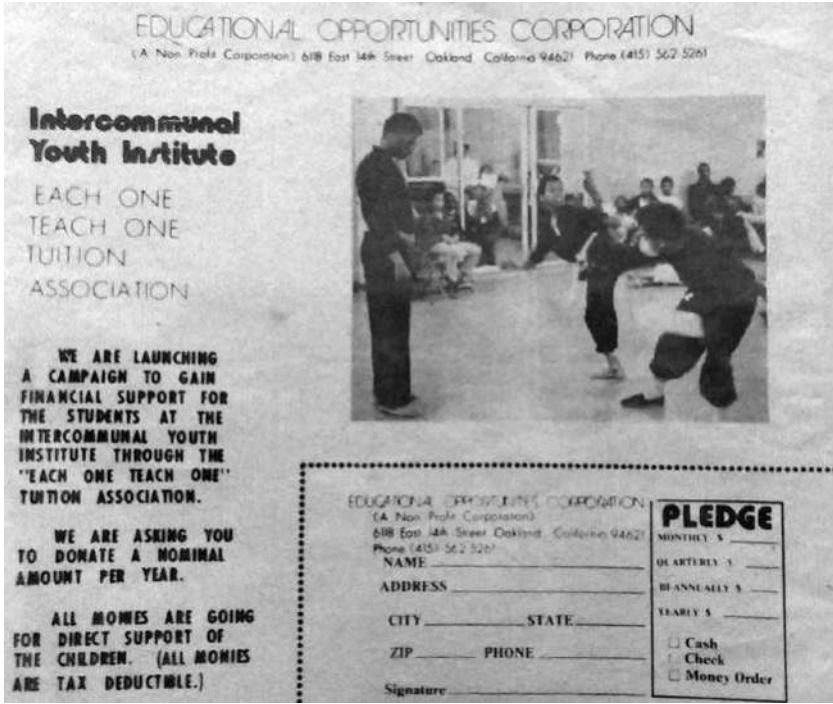 EDUCATIONAL OPPORTUNITIES CORPORATION
(A Non Profit Corporation) 6118 East 14th Street Oakland California 94621 Phone (415) 562 5261
Intercommunal
Youth Institute
EACH ONE
TEACH ONE
TUITION
ASSOCIATION
WE ARE LAUNCHING
A CAMPAIGN TO GAIN
FINANCIAL SUPPORT FOR
THE STUDENTS AT THE
INTERCOMMUNAL YOUTH
INSTITUTE THROUGH THE
"EACH ONE TEACH ONE"
TUITION ASSOCIATION.
WE ARE ASKING YOU
TO DONATE A NOMINAL
AMOUNT PER YEAR.
ALL MONIES ARE GOING
FOR DIRECT SUPPORT OF
THE CHILDREN. (ALL MONIES
ARE TAX DEDUCTIBLE.)
EDUCATIONAL OPPORTUNITIES CORPORATION
(A Non Profit Corporation)
6118 East 14th Street Oakland California 94621
Phone (415) 562 5261
NAME
ADDRESS
CITY STATE
ZIP PHONE
Signature
PLEDGE
MONTHLY $
QUARTERLY $
BI-ANNUALLY $
YEARLY $
Cash
Check
Money Order